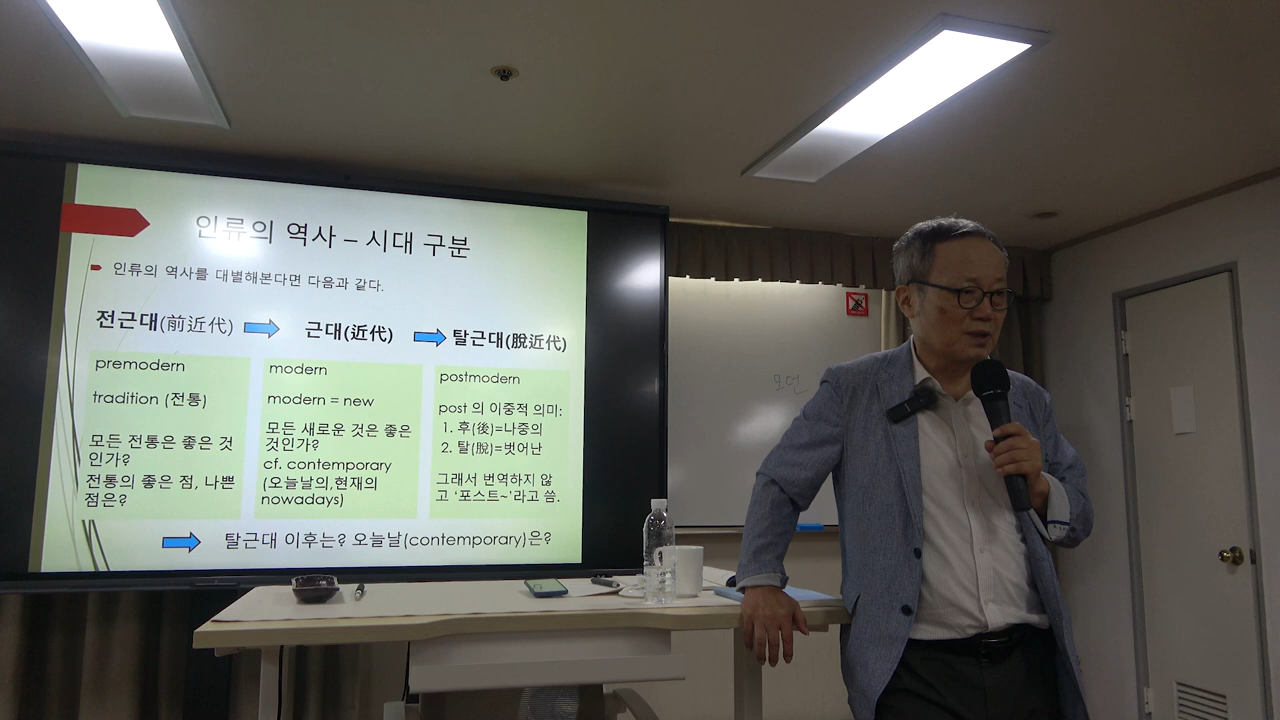 인류의 역사 – 시대 구분
인류의 역사를 대별해본다면 다음과 같다.
전근대(前近代)
근대(近代)
탈근대(脫近代)
premodern
tradition (전통)
모든 전통은 좋은 것
인가?
전통의 좋은 점, 나쁜
점은?
modern
modern = new
모든 새로운 것은 좋은
것인가?
cf. contemporary
(오늘날의,현재의
nowadays)
postmodern
post 의 이중적 의미:
1. 후(後)=나중의
2. 탈(脫)=벗어난
그래서 번역하지 않
고 ‘포스트~’라고 씀.
탈근대 이후는? 오늘날(contemporary)은?
모던